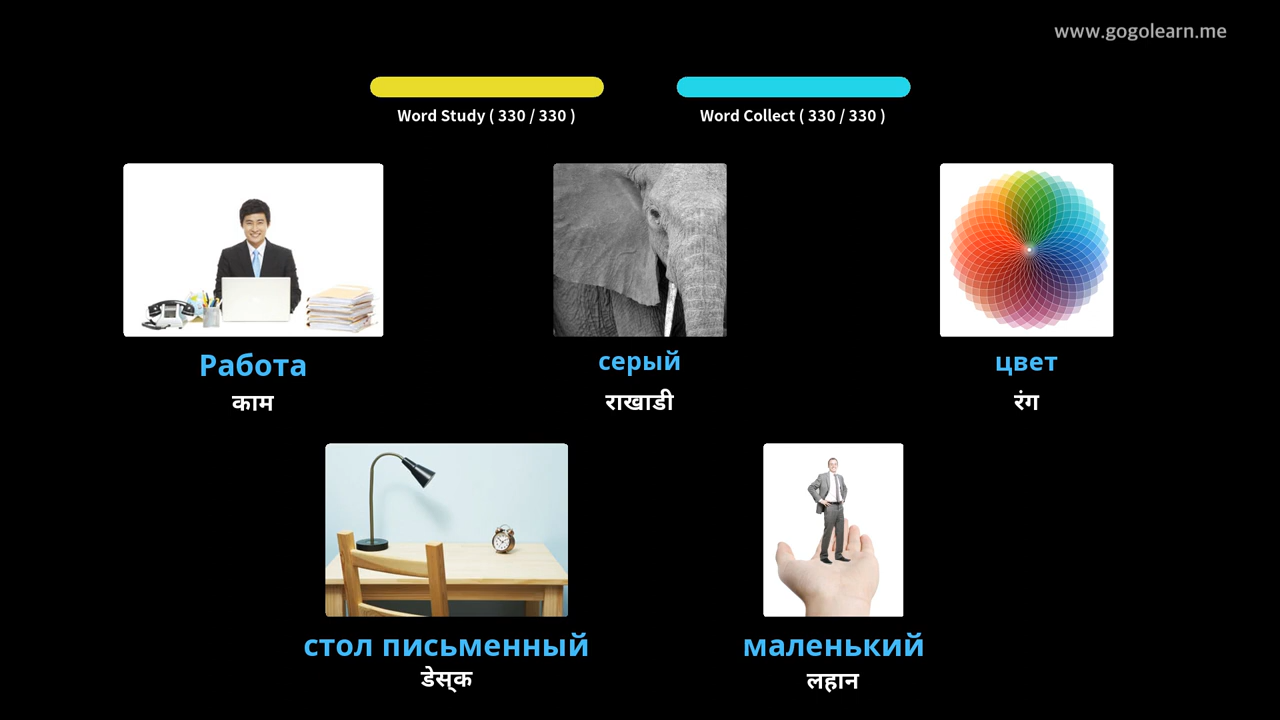 www.gogolearn.me
Word Study ( 330 / 330 )
Word Collect ( 330 / 330 )
Работа
серый
цвет
काम
राखाडी
रंग
стол письменный
маленький
डेस्क
लहान